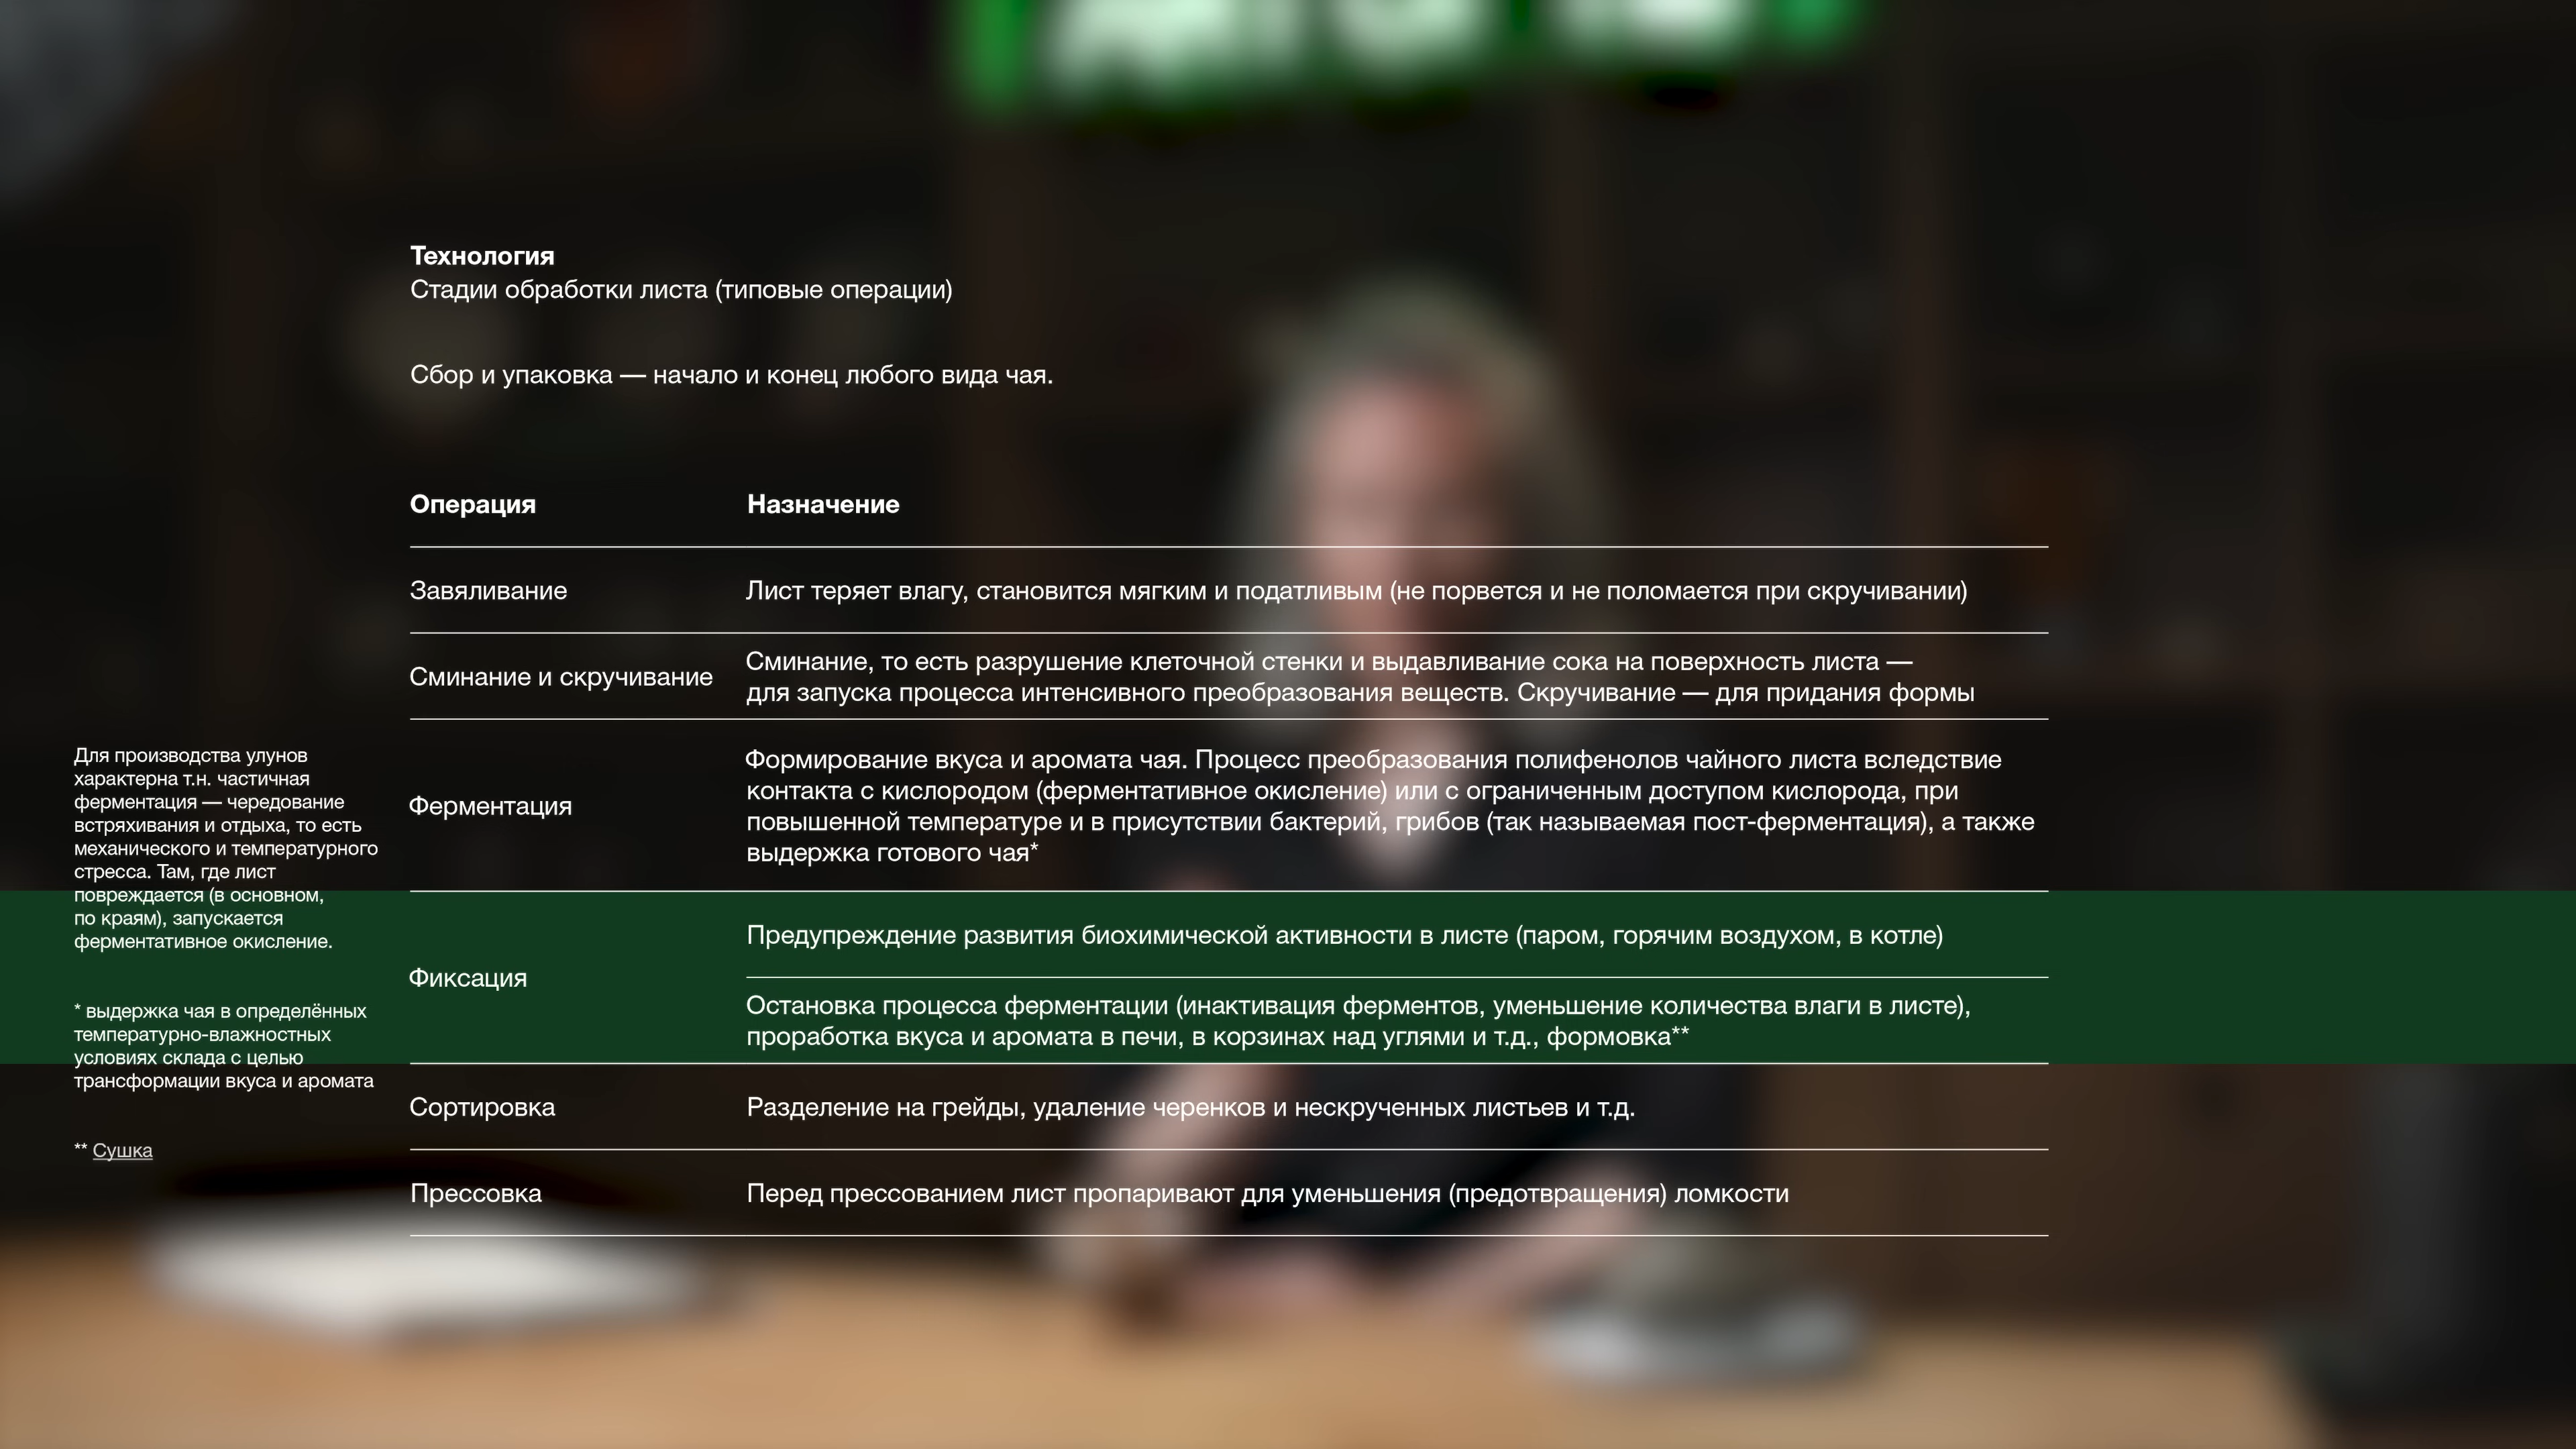 Технология
Стадии обработки листа (типовые операции)
Сбор и упаковка — начало и конец любого вида чая.
Операция
Назначение
Завяливание
Лист теряет влагу, становится мягким и податливым (не порвется и не поломается при скручивании)
Сминание и скручивание
Сминание, то есть разрушение клеточной стенки и выдавливание сока на поверхность листа —
для запуска процесса интенсивного преобразования веществ. Скручивание — для придания формы
Ферментация
Формирование вкуса и аромата чая. Процесс преобразования полифенолов чайного листа вследствие
контакта с кислородом (ферментативное окисление) или с ограниченным доступом кислорода, при
повышенной температуре и в присутствии бактерий, грибов (так называемая пост-ферментация), а также
выдержка готового чая*
Фиксация
Предупреждение развития биохимической активности в листе (паром, горячим воздухом, в котле)
Остановка процесса ферментации (инактивация ферментов, уменьшение количества влаги в листе),
проработка вкуса и аромата в печи, в корзинах над углями и т.д., формовка**
Сортировка
Разделение на грейды, удаление черенков и нескрученных листьев и т.д.
Прессовка
Перед прессованием лист пропаривают для уменьшения (предотвращения) ломкости
Для производства улунов
характерна т.н. частичная
ферментация — чередование
встряхивания и отдыха, то есть
механического и температурного
стресса. Там, где лист
повреждается (в основном,
по краям), запускается
ферментативное окисление.
* выдержка чая в определённых
температурно-влажностных
условиях склада с целью
трансформации вкуса и аромата
** Сушка